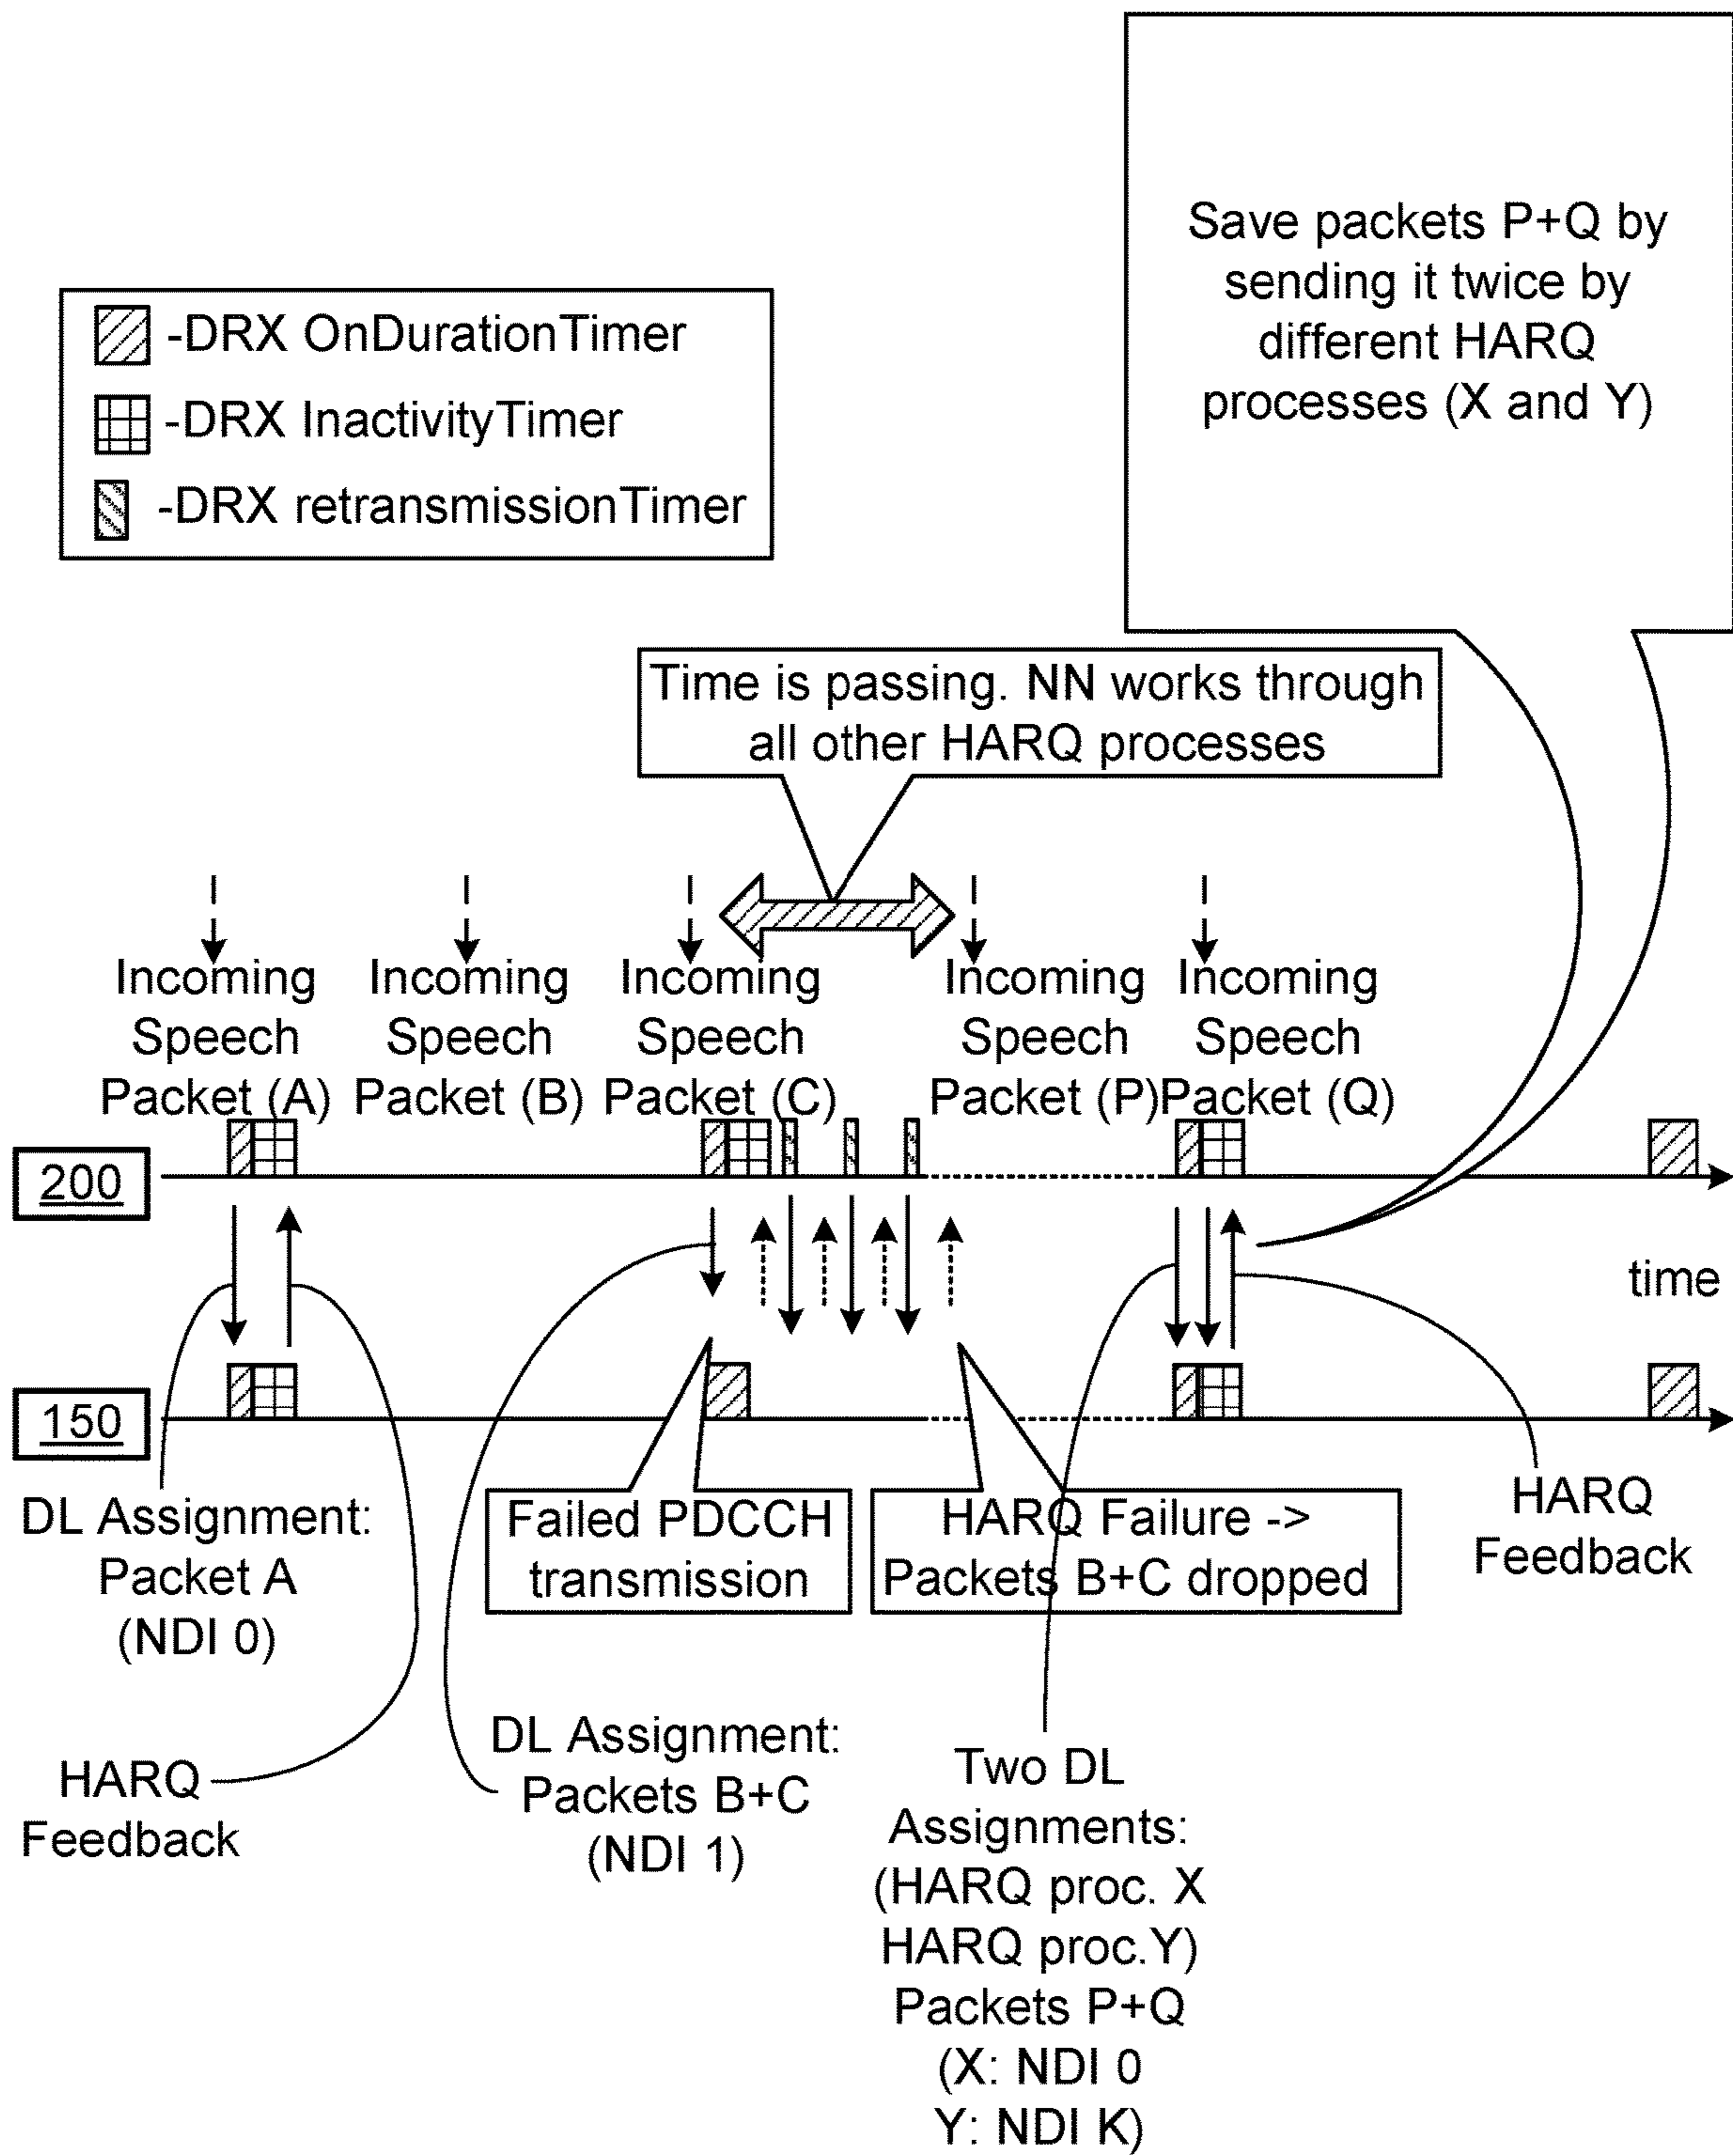 Save packets P+Q by
sending it twice by
different HARQ
processes (X and Y)
-DRX OnDurationTimer
-DRX InactivityTimer
-DRX retransmissionTimer
Time is passing. NN works through
all other HARQ processes
Incoming
Speech
Packet (A)
Incoming
Speech
Packet (B)
Incoming
Speech
Packet (C)
Incoming
Speech
Packet (P)
Incoming
Speech
Packet (Q)
200
time
150
DL Assignment:
Packet A
(NDI 0)
Failed PDCCH
transmission
HARQ Failure ->
Packets B+C dropped
HARQ
Feedback
HARQ
Feedback
DL Assignment:
Packets B+C
(NDI 1)
Two DL
Assignments:
(HARQ proc. X
HARQ proc.Y)
Packets P+Q
(X: NDI 0
Y: NDI K)